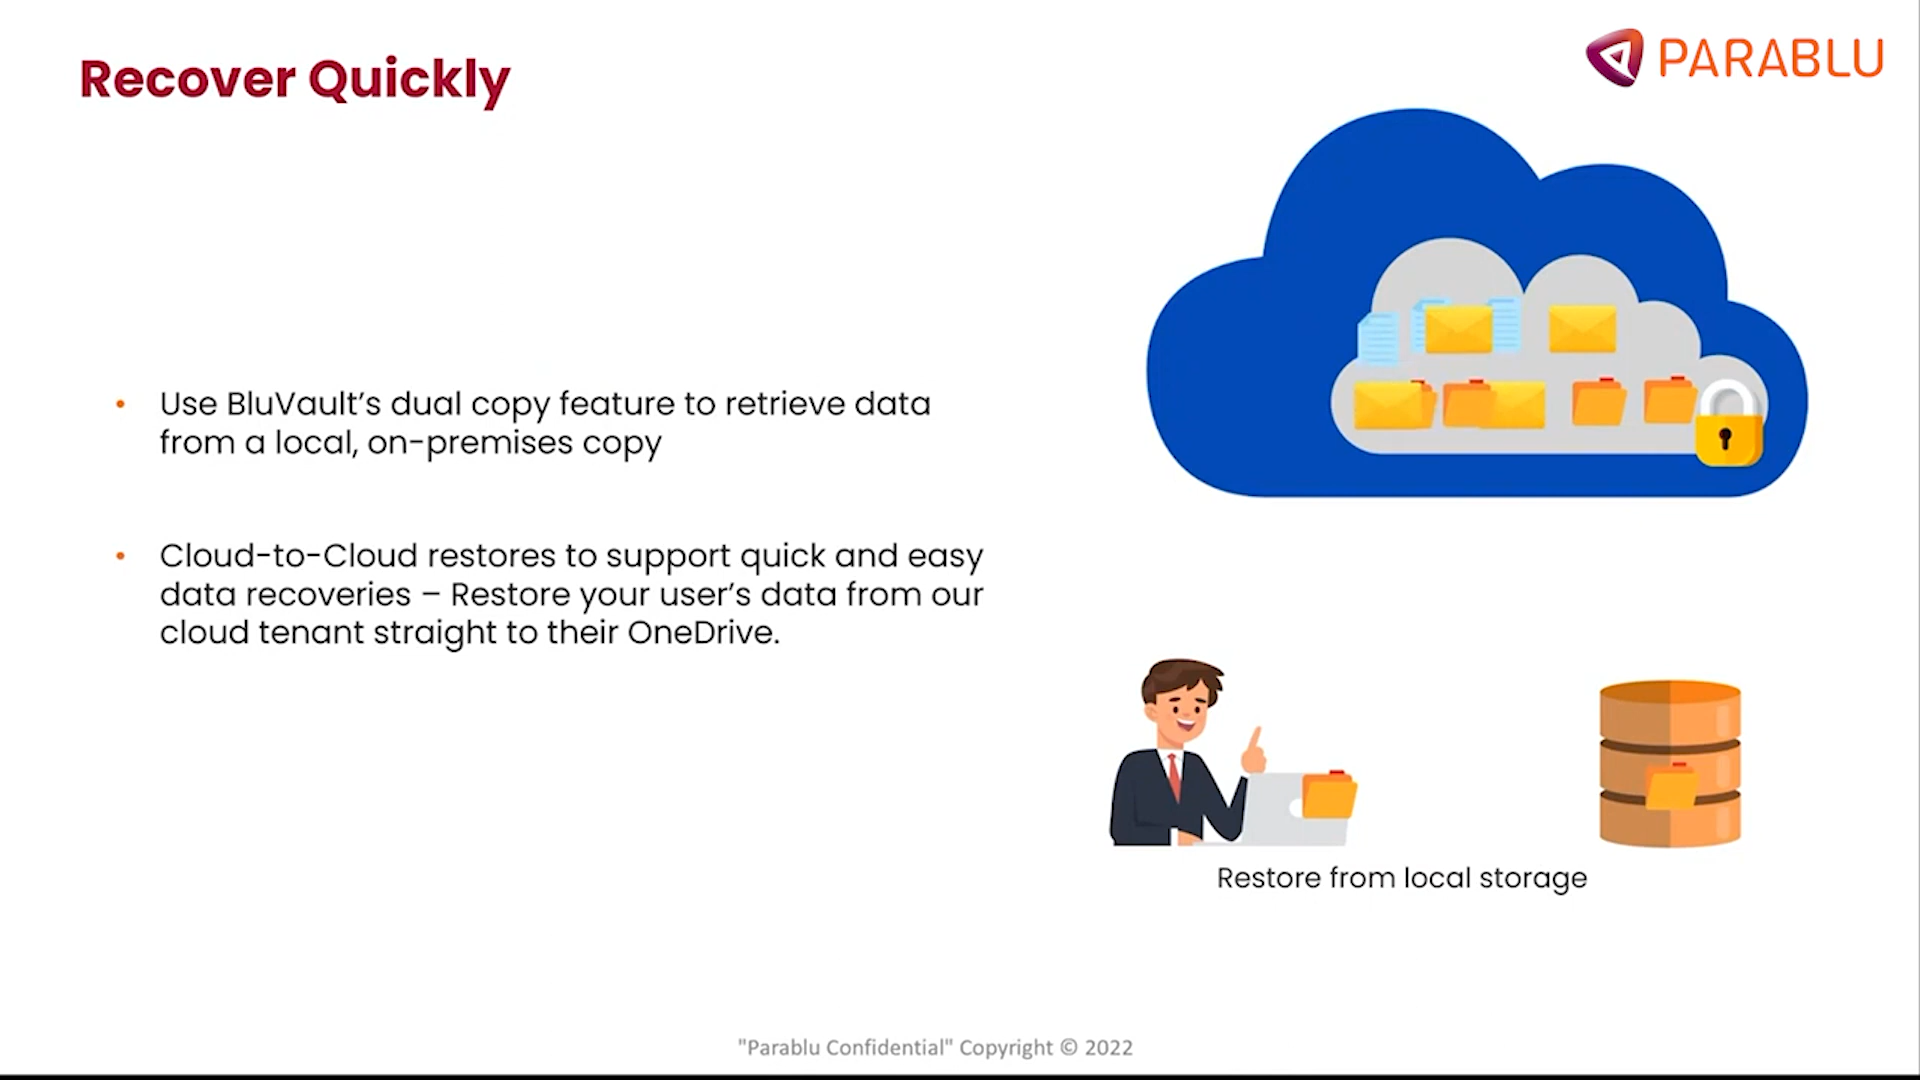 Recover Quickly
PARABLU
• Use BluVault’s dual copy feature to retrieve data
from a local, on-premises copy
• Cloud-to-Cloud restores to support quick and easy
data recoveries – Restore your user’s data from our
cloud tenant straight to their OneDrive.
Restore from local storage
"Parablu Confidential" Copyright © 2022